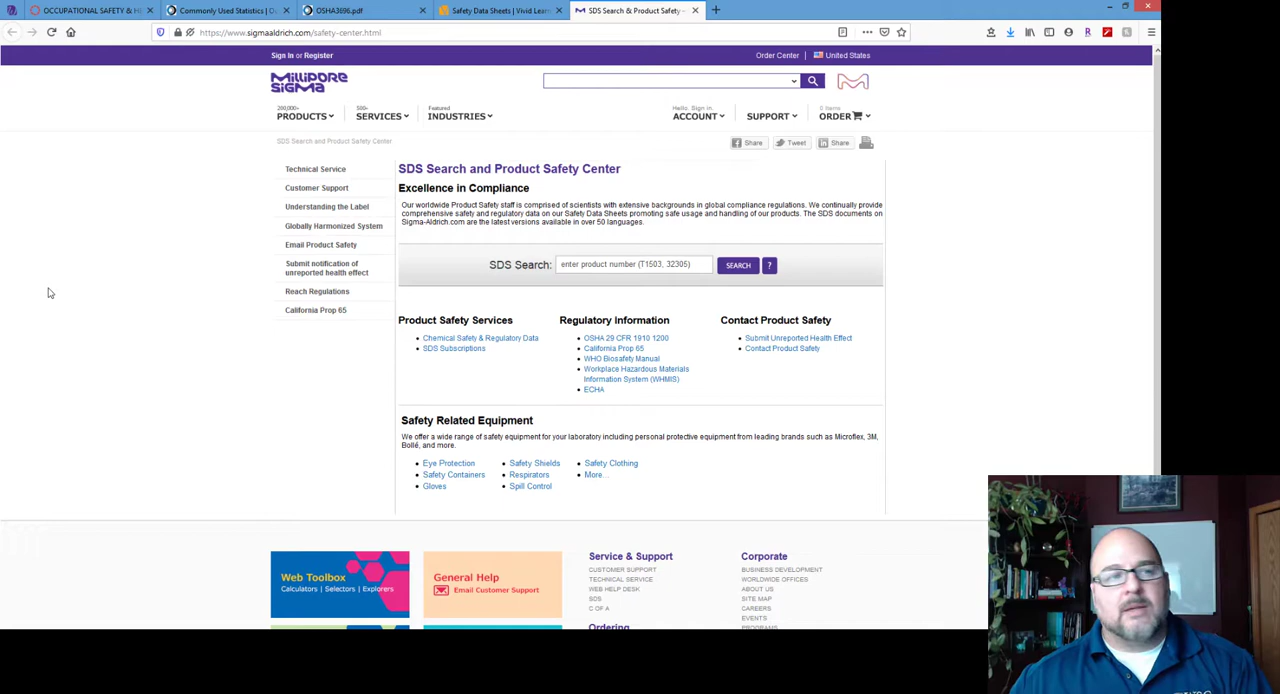 OCCUPATIONAL SAFETY & HE
Commonly Used Statistics | Oc
OSHA3696.pdf
Safety Data Sheets | Vivid Learn
SDS Search & Product Safety
https://www.sigmaaldrich.com/safety-center.html
Sign In or Register
Order Center
United States
MILLIPORE
SIGMA
200,000+
PRODUCTS
500+
SERVICES
Featured
INDUSTRIES
Hello. Sign in.
ACCOUNT
SUPPORT
0 Items
ORDER
SDS Search and Product Safety Center
Share
Tweet
Share
Technical Service
Customer Support
Understanding the Label
Globally Harmonized System
Email Product Safety
Submit notification of
unreported health effect
Reach Regulations
California Prop 65
SDS Search and Product Safety Center
Excellence in Compliance
Our worldwide Product Safety staff is comprised of scientists with extensive backgrounds in global compliance regulations. We continually provide
comprehensive safety and regulatory data on our Safety Data Sheets promoting safe usage and handling of our products. The SDS documents on
Sigma-Aldrich.com are the latest versions available in over 50 languages.
SDS Search:
enter product number (T1503, 32305)
SEARCH
?
Product Safety Services
Chemical Safety & Regulatory Data
SDS Subscriptions
Regulatory Information
OSHA 29 CFR 1910 1200
California Prop 65
WHO Biosafety Manual
Workplace Hazardous Materials
Information System (WHMIS)
ECHA
Contact Product Safety
Submit Unreported Health Effect
Contact Product Safety
Safety Related Equipment
We offer a wide range of safety equipment for your laboratory including personal protective equipment from leading brands such as Microflex, 3M,
Bollé, and more.
Eye Protection
Safety Containers
Gloves
Safety Shields
Respirators
Spill Control
Safety Clothing
More...
Web Toolbox
Calculators | Selectors | Explorers
General Help
Email Customer Support
Service & Support
CUSTOMER SUPPORT
TECHNICAL SERVICE
WEB HELP DESK
SDS
C OF A
Ordering
Corporate
BUSINESS DEVELOPMENT
WORLDWIDE OFFICES
ABOUT US
SITE MAP
CAREERS
EVENTS
PROGRAMS